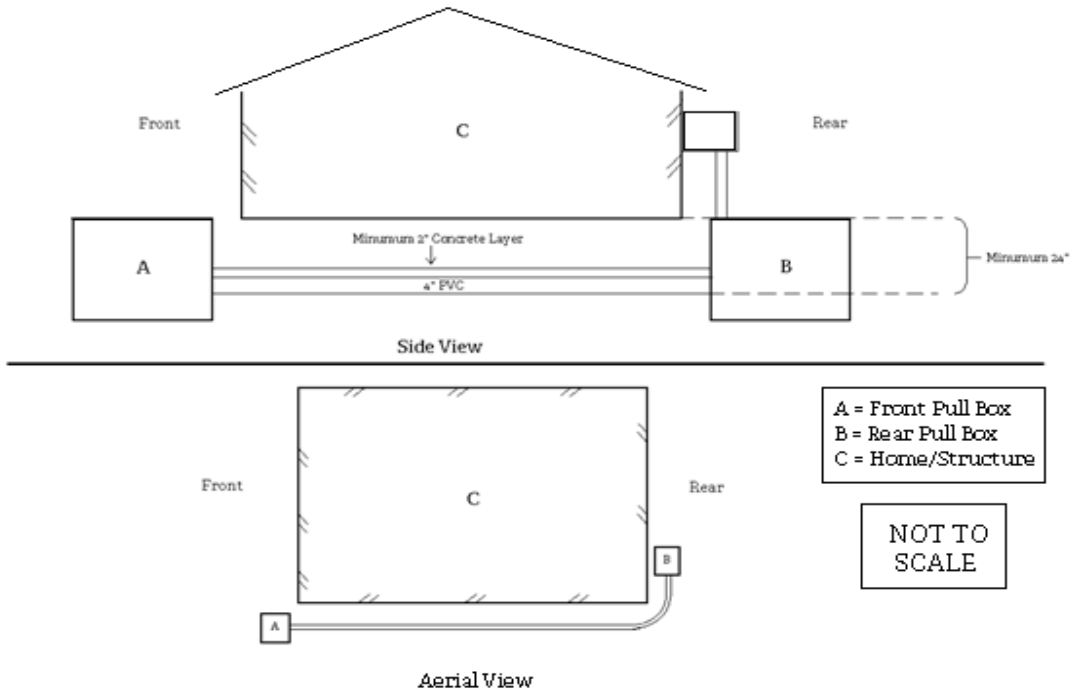 Front
C
Rear
Minumum 2" Concrete Layer
A
B
Minumum 24"
4" PVC
Side View
A = Front Pull Box
B = Rear Pull Box
C = Home/Structure
Front
C
Rear
NOT TO
SCALE
B
A
Aerial View